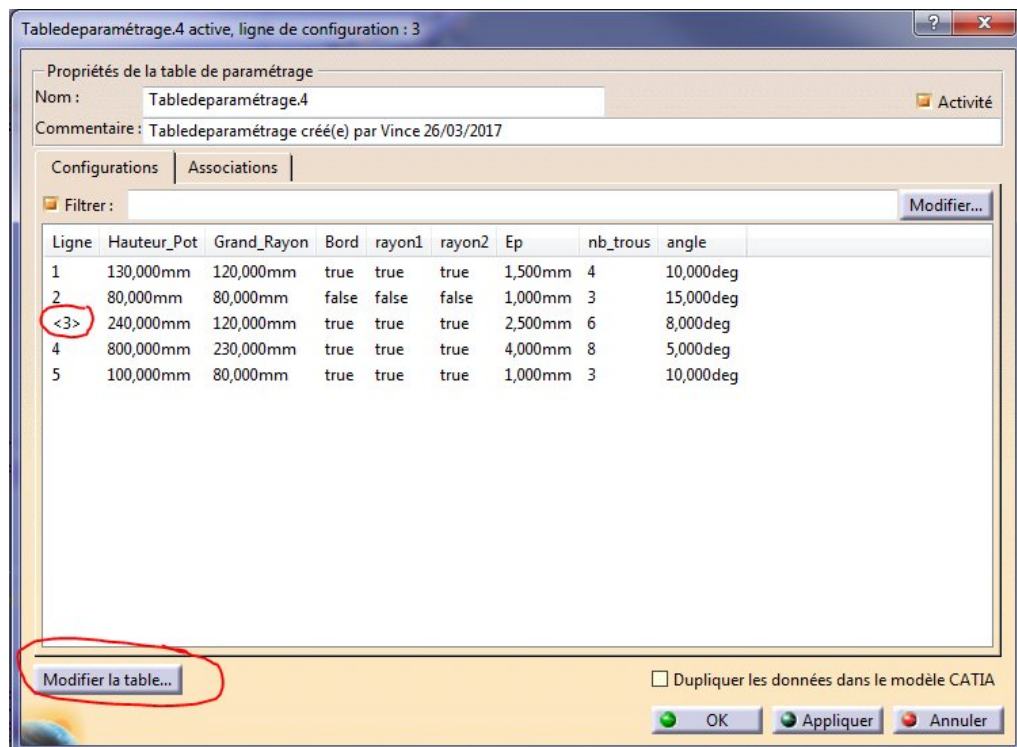 Tabledeparamétrage.4 active, ligne de configuration : 3
Propriétés de la table de paramétrage
Nom : Tabledeparamétrage.4 Activité
Commentaire : Tabledeparamétrage créé(e) par Vince 26/03/2017
Configurations Associations
Filtrer : Modifier...
Ligne Hauteur_Pot Grand_Rayon Bord rayon1 rayon2 Ep nb_trous angle
1 130,000mm 120,000mm true true true 1,500mm 4 10,000deg
2 80,000mm 80,000mm false false false 1,000mm 3 15,000deg
<3> 240,000mm 120,000mm true true true 2,500mm 6 8,000deg
4 800,000mm 230,000mm true true true 4,000mm 8 5,000deg
5 100,000mm 80,000mm true true true 1,000mm 3 10,000deg
Modifier la table... Dupliquer les données dans le modèle CATIA
OK Appliquer Annuler